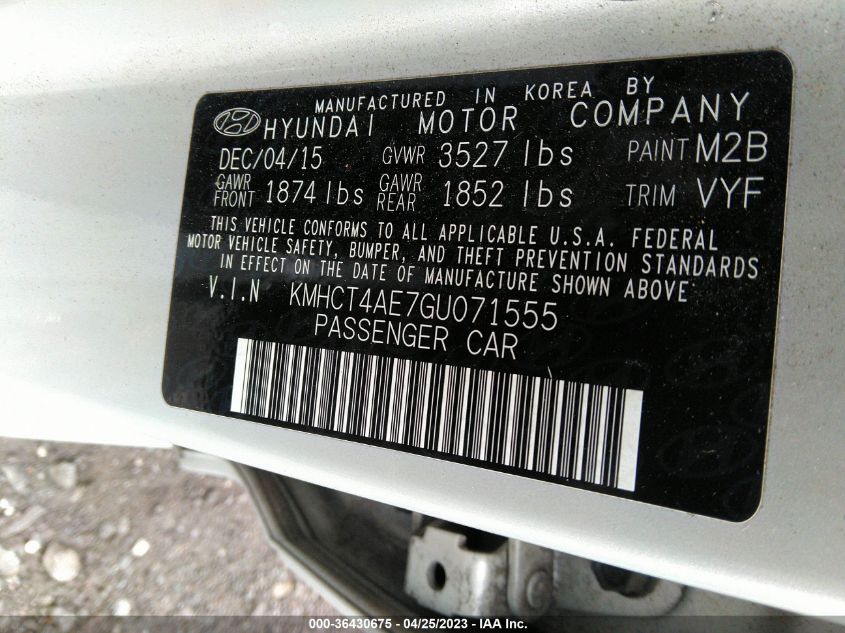 MANUFACTURED IN KOREA BY
HYUNDAI MOTOR COMPANY
DEC/04/15 GVWR 3527 lbs PAINT M2B
GAWR FRONT 1874 lbs GAWR REAR 1852 lbs TRIM VYF
THIS VEHICLE CONFORMS TO ALL APPLICABLE U.S.A. FEDERAL
MOTOR VEHICLE SAFETY, BUMPER, AND THEFT PREVENTION STANDARDS
IN EFFECT ON THE DATE OF MANUFACTURE SHOWN ABOVE
V.I.N KMHCT4AE7GU071555
PASSENGER CAR
000-36430675 - 04/25/2023 - IAA Inc.